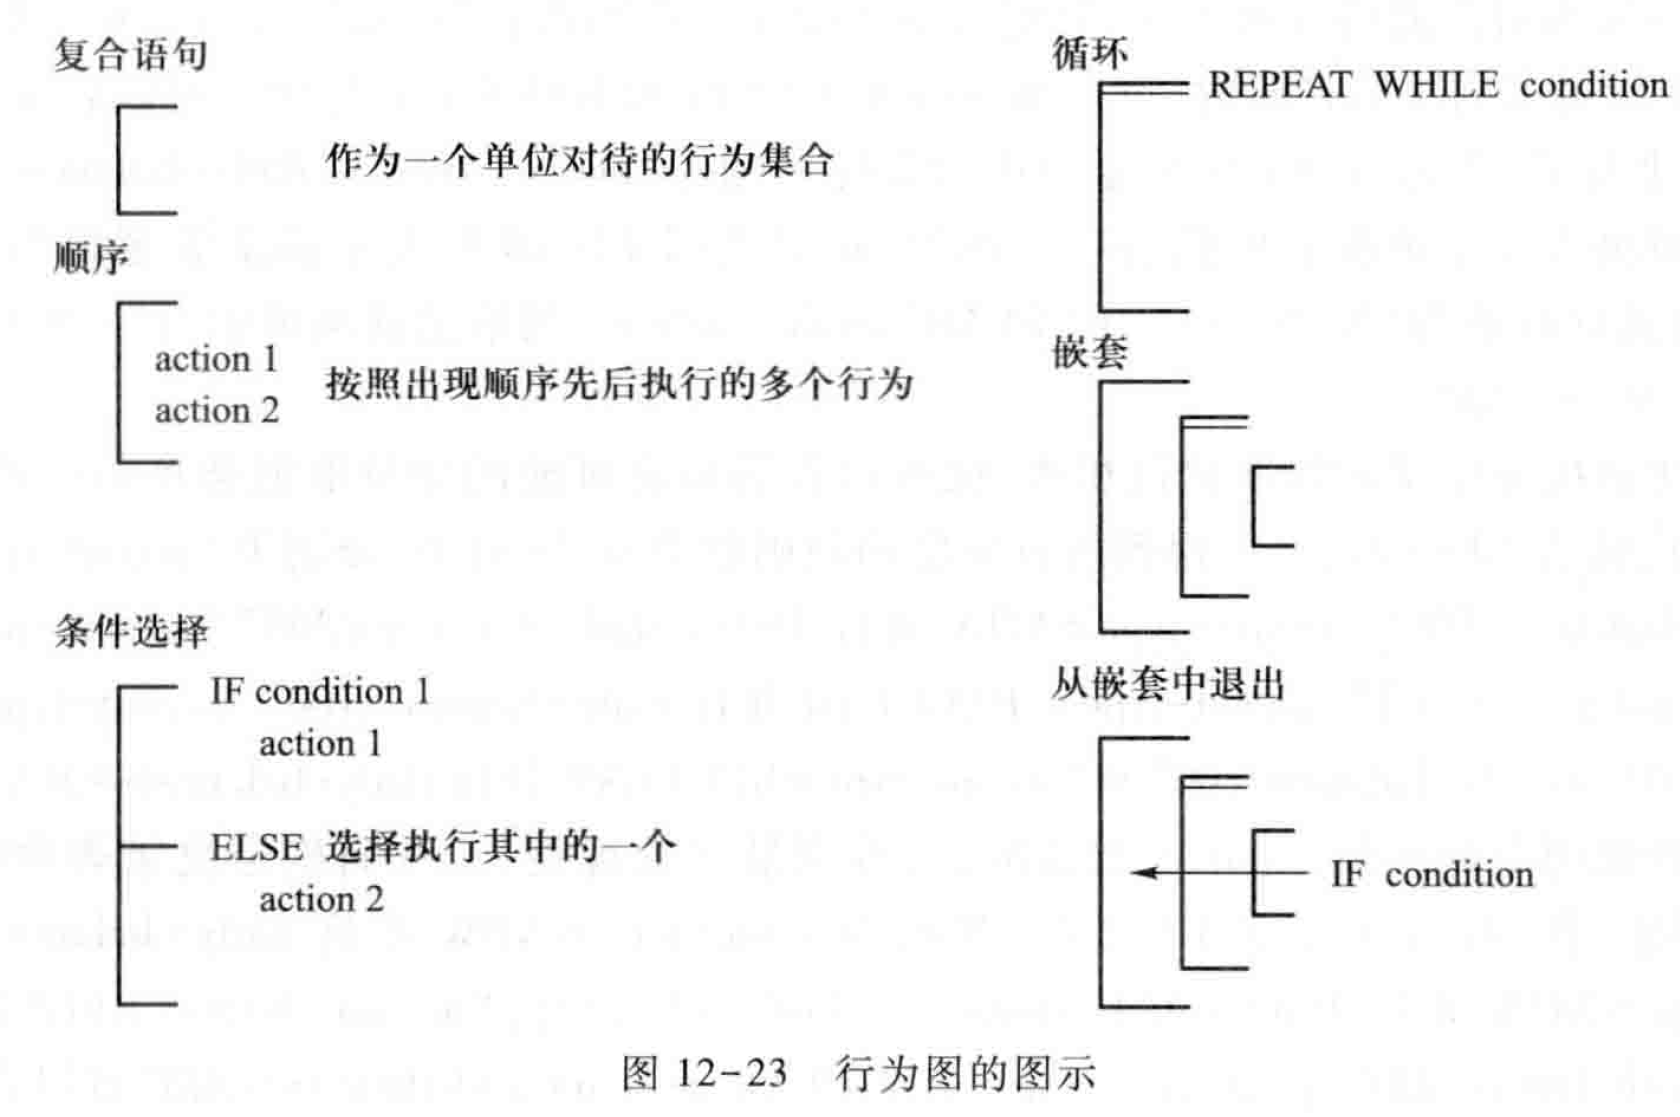 复合语句
作为一个单位对待的行为集合
顺序
action 1
action 2
按照出现顺序先后执行的多个行为
条件选择
IF condition 1
action 1
ELSE 选择执行其中的一个
action 2
循环
REPEAT WHILE condition
嵌套
从嵌套中退出
IF condition
图 12-23 行为图的图示